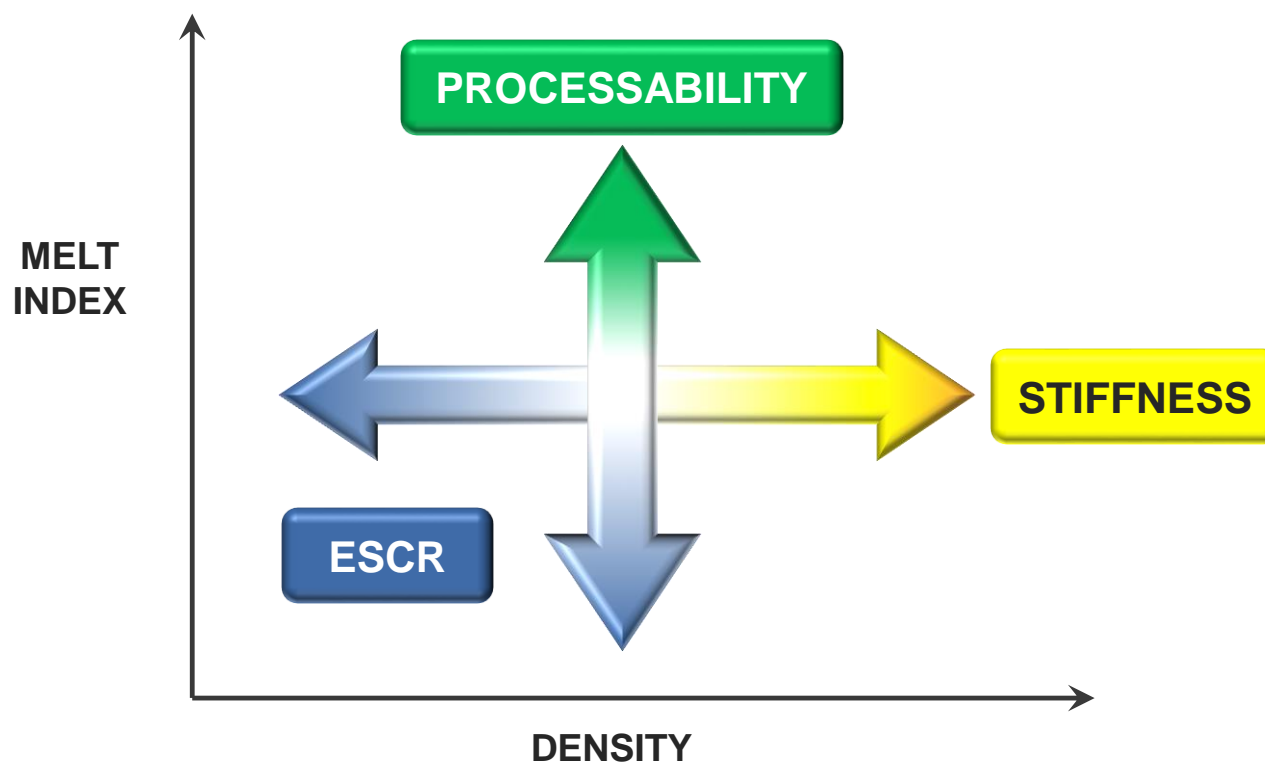 PROCESSABILITY
MELT
INDEX
STIFFNESS
ESCR
DENSITY